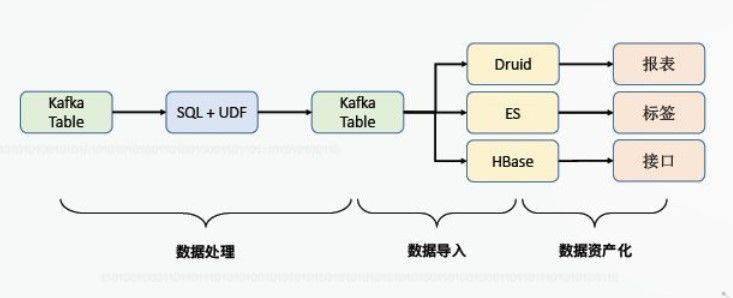 Kafka
Table
SQL + UDF
Kafka
Table
Druid
报表
ES
标签
HBase
接口
数据处理
数据导入
数据资产化